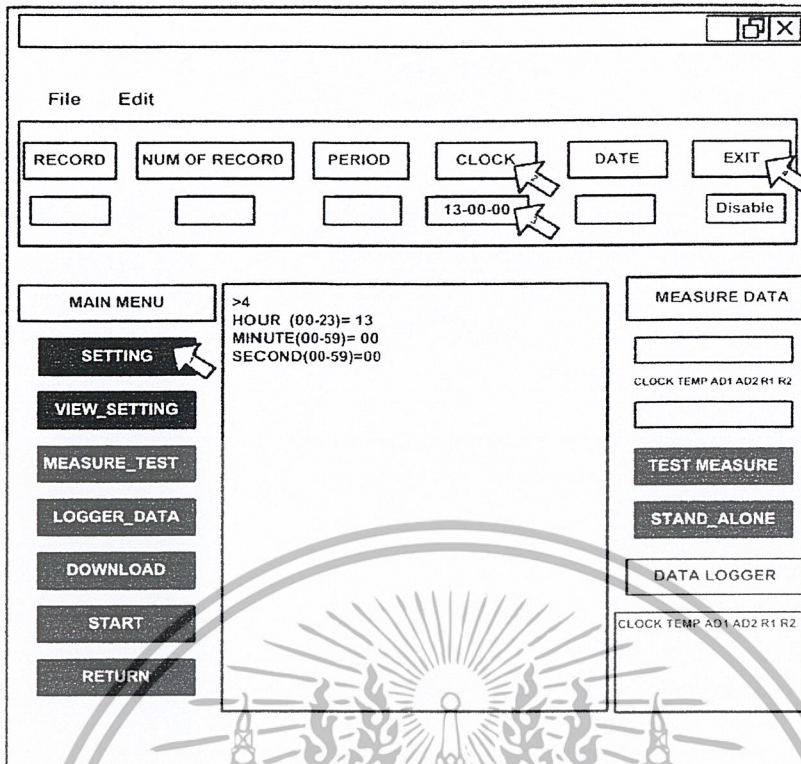 File Edit
RECORD NUM OF RECORD PERIOD CLOCK DATE EXIT
13-00-00 Disable
MAIN MENU
SETTING
VIEW_SETTING
MEASURE_TEST
LOGGER_DATA
DOWNLOAD
START
RETURN
>4
HOUR (00-23)= 13
MINUTE(00-59)= 00
SECOND(00-59)=00
MEASURE DATA
CLOCK TEMP AD1 AD2 R1 R2
TEST MEASURE
STAND_ALONE
DATA LOGGER
CLOCK TEMP AD1 AD2 R1 R2